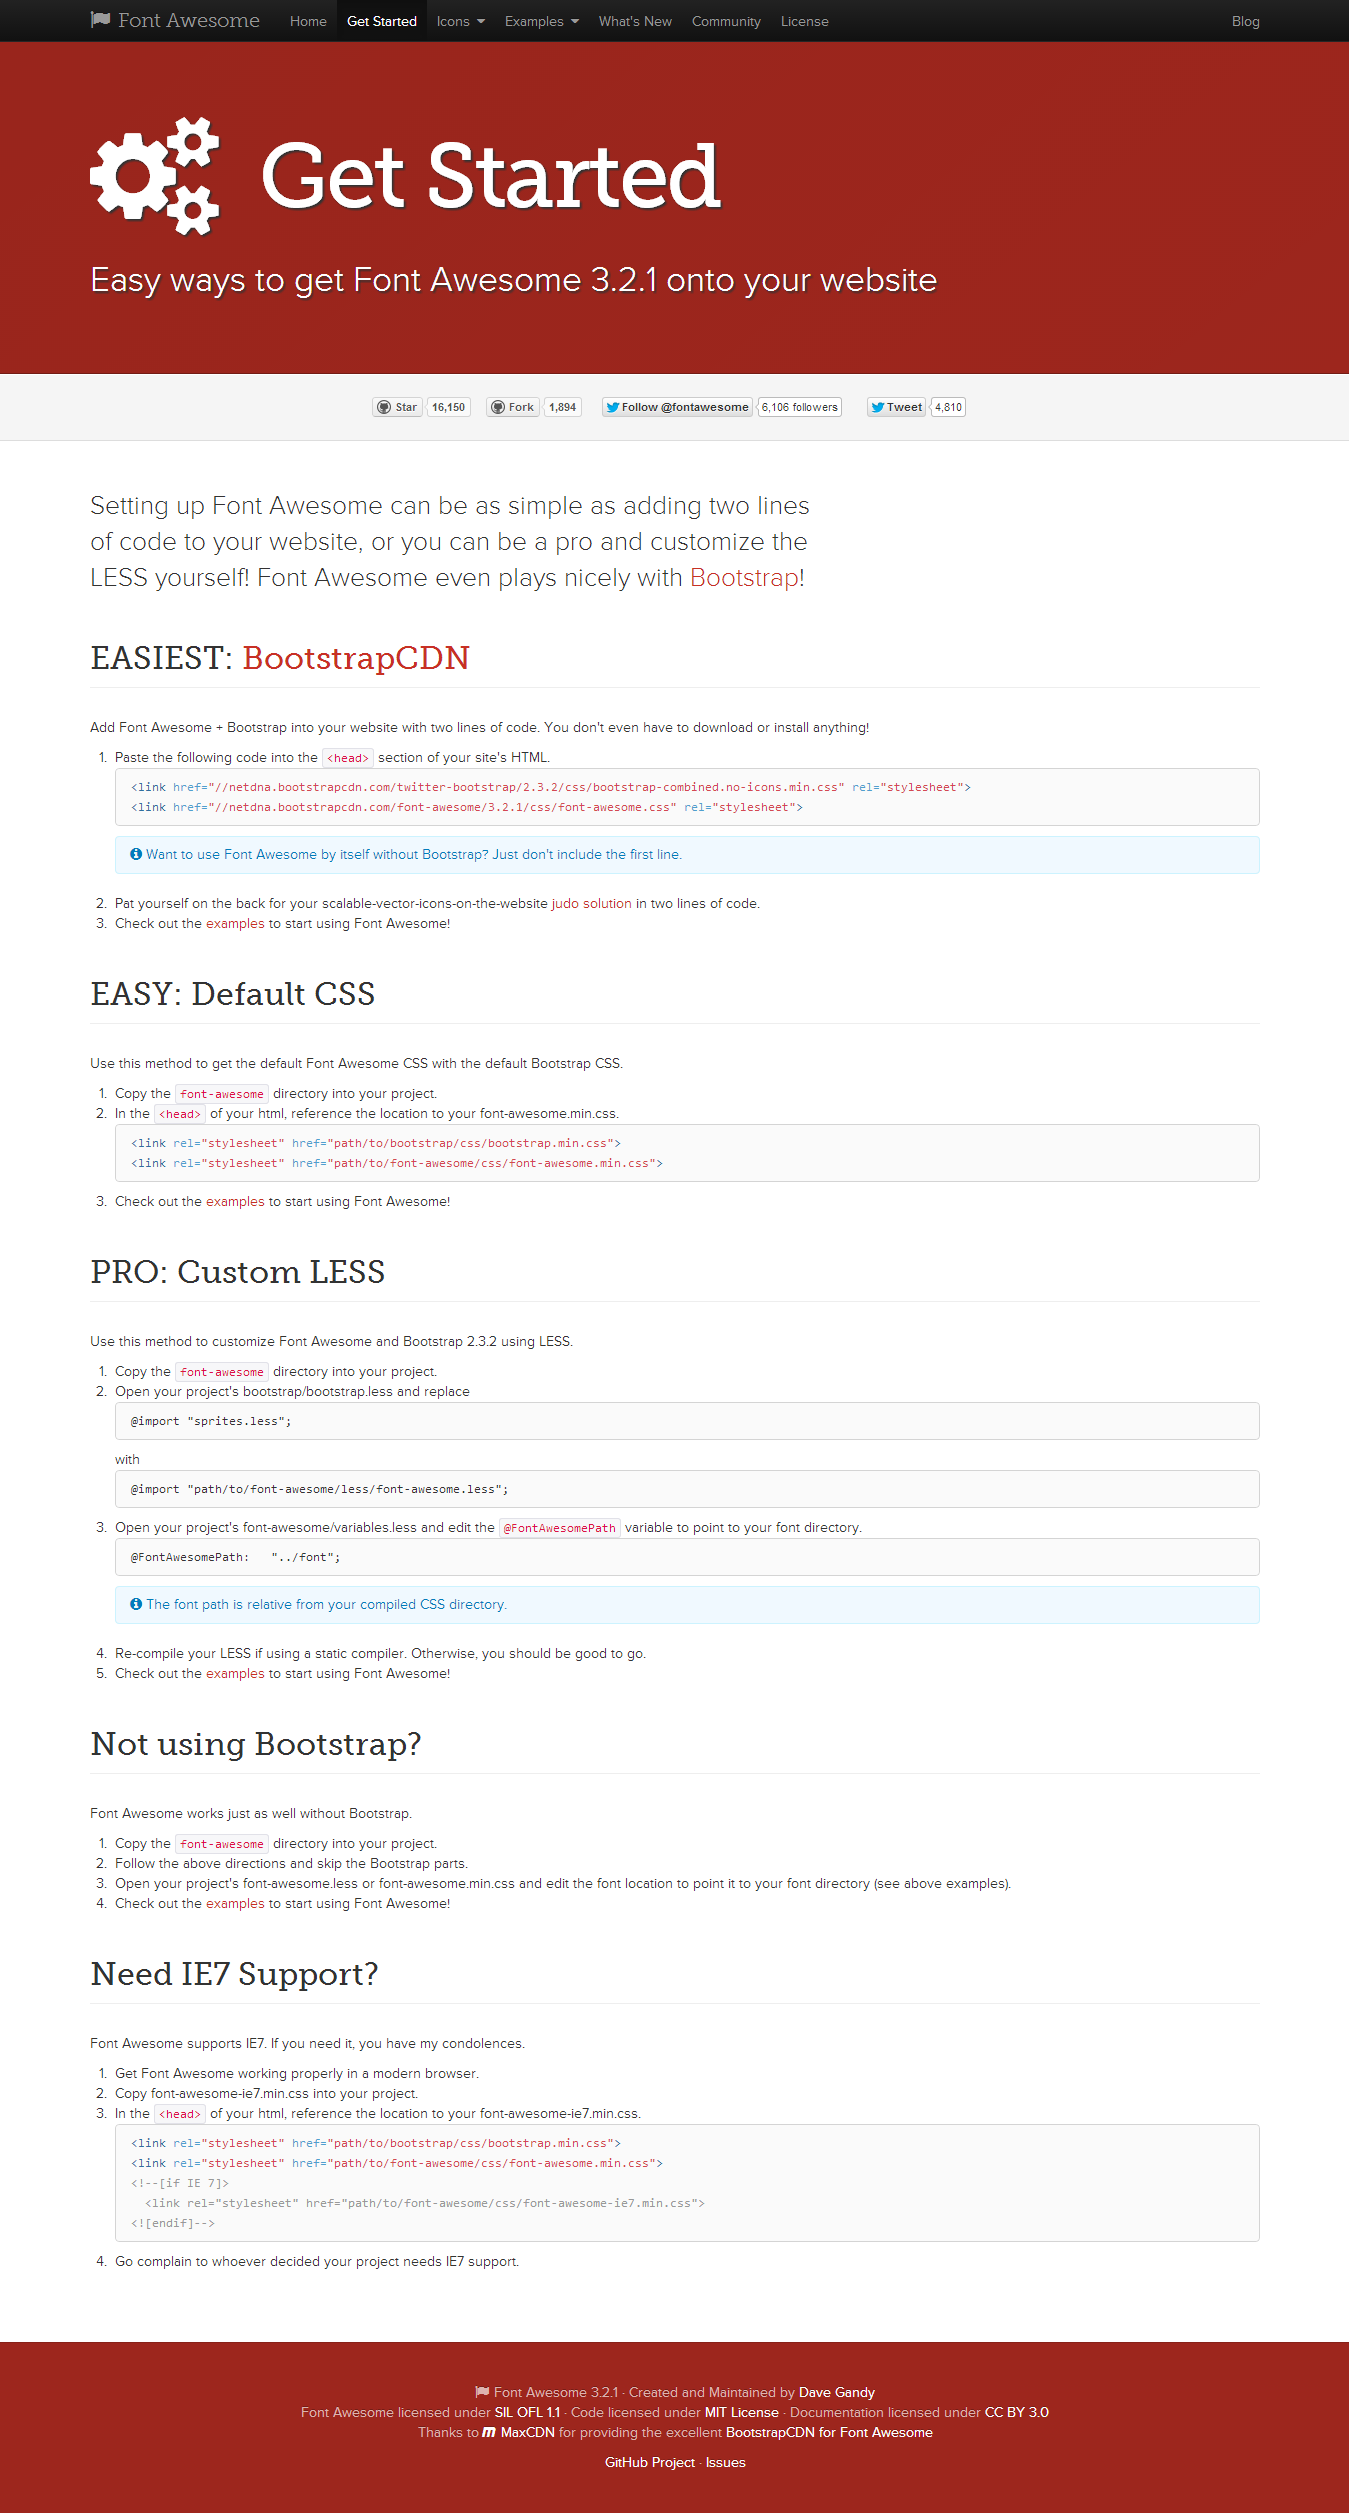 Font Awesome Home Get Started Icons Examples What's New Community License Blog
Get Started
Easy ways to get Font Awesome 3.2.1 onto your website
Star 16,150 Fork 1,894 Follow @fontawesome 6,106 followers Tweet 4,810
Setting up Font Awesome can be as simple as adding two lines
of code to your website, or you can be a pro and customize the
LESS yourself! Font Awesome even plays nicely with Bootstrap!
EASIEST: BootstrapCDN
Add Font Awesome + Bootstrap into your website with two lines of code. You don't even have to download or install anything!
1. Paste the following code into the <head> section of your site's HTML.
<link href="//netdna.bootstrapcdn.com/twitter-bootstrap/2.3.2/css/bootstrap-combined.no-icons.min.css" rel="stylesheet">
<link href="//netdna.bootstrapcdn.com/font-awesome/3.2.1/css/font-awesome.css" rel="stylesheet">
Want to use Font Awesome by itself without Bootstrap? Just don't include the first line.
2. Pat yourself on the back for your scalable-vector-icons-on-the-website judo solution in two lines of code.
3. Check out the examples to start using Font Awesome!
EASY: Default CSS
Use this method to get the default Font Awesome CSS with the default Bootstrap CSS.
1. Copy the font-awesome directory into your project.
2. In the <head> of your html, reference the location to your font-awesome.min.css.
<link rel="stylesheet" href="path/to/bootstrap/css/bootstrap.min.css">
<link rel="stylesheet" href="path/to/font-awesome/css/font-awesome.min.css">
3. Check out the examples to start using Font Awesome!
PRO: Custom LESS
Use this method to customize Font Awesome and Bootstrap 2.3.2 using LESS.
1. Copy the font-awesome directory into your project.
2. Open your project's bootstrap/bootstrap.less and replace
@import "sprites.less";
with
@import "path/to/font-awesome/less/font-awesome.less";
3. Open your project's font-awesome/variables.less and edit the @FontAwesomePath variable to point to your font directory.
@FontAwesomePath:   "../font";
The font path is relative from your compiled CSS directory.
4. Re-compile your LESS if using a static compiler. Otherwise, you should be good to go.
5. Check out the examples to start using Font Awesome!
Not using Bootstrap?
Font Awesome works just as well without Bootstrap.
1. Copy the font-awesome directory into your project.
2. Follow the above directions and skip the Bootstrap parts.
3. Open your project's font-awesome.less or font-awesome.min.css and edit the font location to point it to your font directory (see above examples).
4. Check out the examples to start using Font Awesome!
Need IE7 Support?
Font Awesome supports IE7. If you need it, you have my condolences.
1. Get Font Awesome working properly in a modern browser.
2. Copy font-awesome-ie7.min.css into your project.
3. In the <head> of your html, reference the location to your font-awesome-ie7.min.css.
<link rel="stylesheet" href="path/to/bootstrap/css/bootstrap.min.css">
<link rel="stylesheet" href="path/to/font-awesome/css/font-awesome.min.css">
<!--[if IE 7]>
  <link rel="stylesheet" href="path/to/font-awesome/css/font-awesome-ie7.min.css">
<![endif]-->
4. Go complain to whoever decided your project needs IE7 support.
Font Awesome 3.2.1 · Created and Maintained by Dave Gandy
Font Awesome licensed under SIL OFL 1.1 · Code licensed under MIT License · Documentation licensed under CC BY 3.0
Thanks to MaxCDN for providing the excellent BootstrapCDN for Font Awesome
GitHub Project · Issues